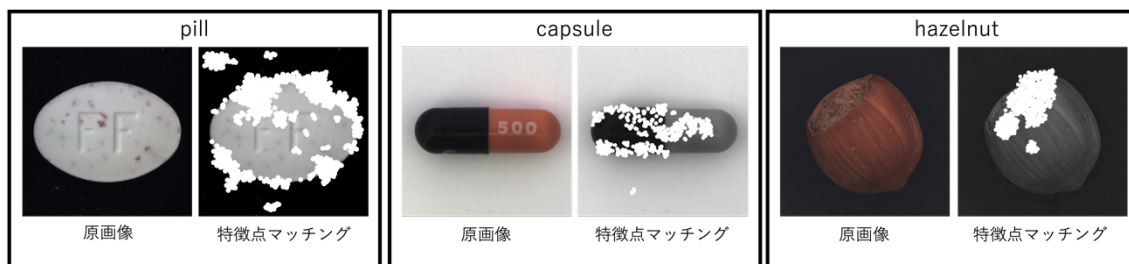 pill
FF
原画像
特徴点マッチング
capsule
500
原画像
特徴点マッチング
hazelnut
原画像
特徴点マッチング